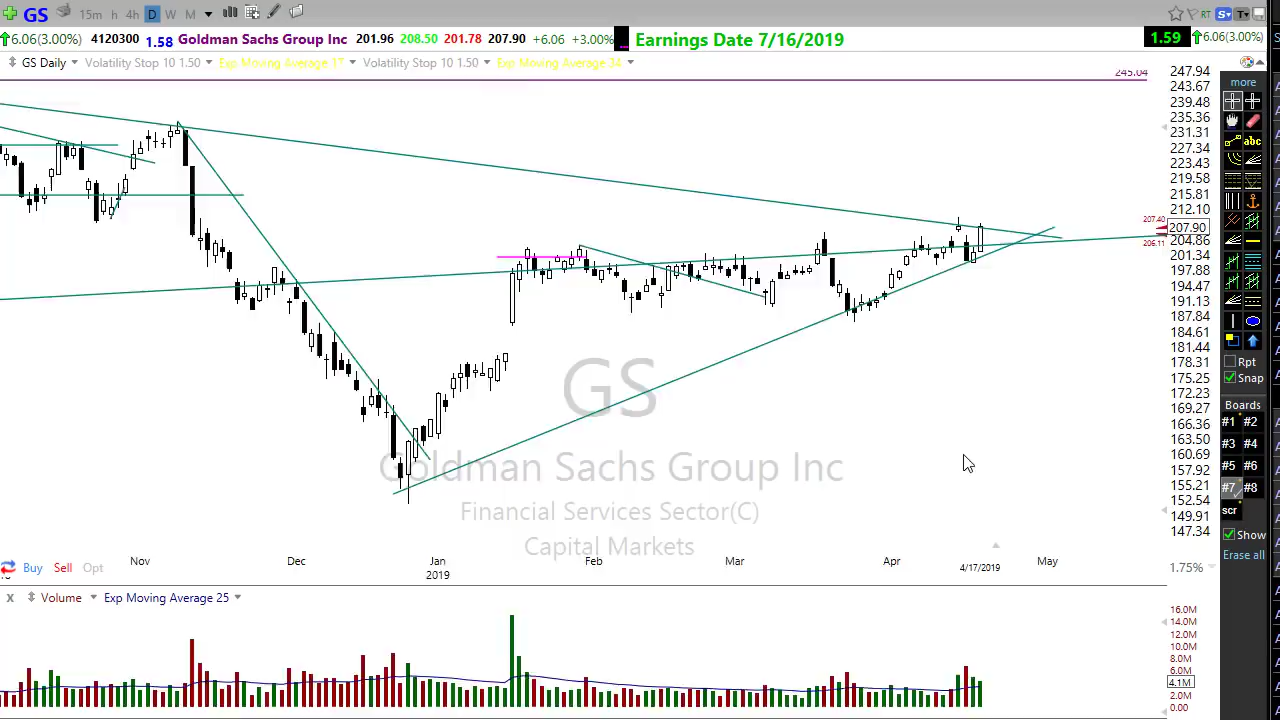 GS 15m h 4h D W M RT S T
6.06(3.00%) 4120300 1.58 Goldman Sachs Group Inc 201.96 208.50 201.78 207.90 +6.06 +3.00% Earnings Date 7/16/2019 1.59 6.06(3.00%)
GS Daily Volatility Stop 10 1.50 Exp Moving Average 17 Volatility Stop 10 1.50 Exp Moving Average 34
245.04
247.94
243.67
239.48
235.36
231.31
227.34
223.43
219.58
215.81
212.10
207.40
207.90
206.11
204.86
201.34
197.88
194.47
191.13
187.84
184.61
181.44
178.31
175.25
172.23
169.27
166.36
163.50
160.69
157.92
155.21
152.54
149.91
147.34
more
abc
Rpt
Snap
Boards
#1 #2
#3 #4
#5 #6
#7 #8
scr
Show
Erase all
GS
Goldman Sachs Group Inc
Financial Services Sector(C)
Capital Markets
Nov Dec Jan Feb Mar Apr May
2019 4/17/2019
Buy Sell Opt 1.75%
x Volume Exp Moving Average 25
16.0M
14.0M
12.0M
10.0M
8.0M
6.0M
4.1M
2.0M
0.00